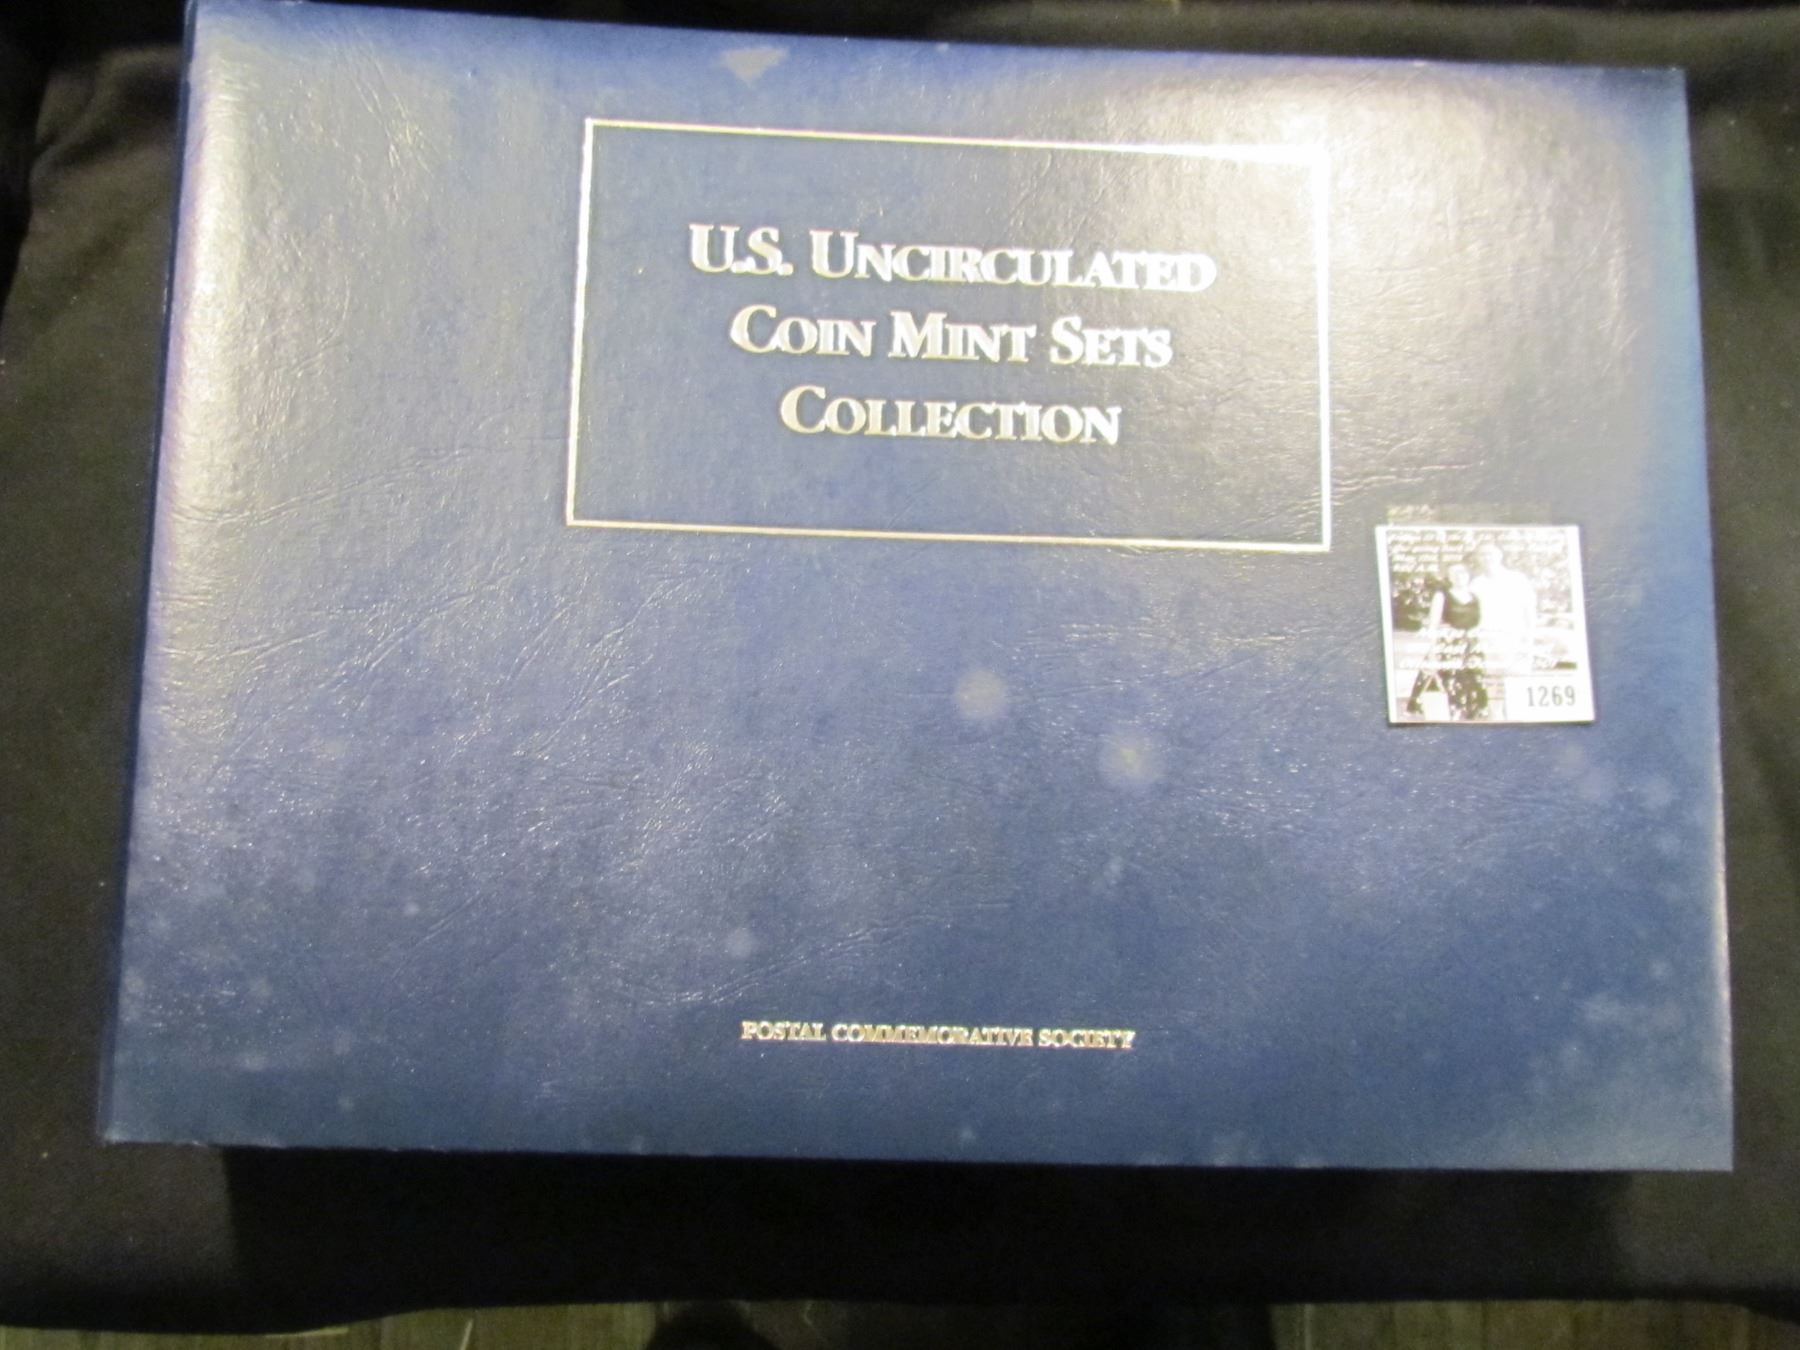 U.S. UNCIRCULATED
COIN MINT SETS
COLLECTION
1269
POSTAL COMMEMORATIVE SOCIETY